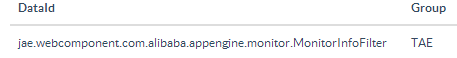 DataId Group
jae.webcomponent.com.alibaba.appengine.monitor.MonitorInfoFilter TAE